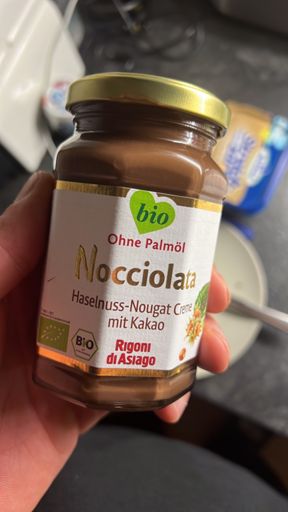 bio
Ohne Palmöl
Nocciolata
Haselnuss-Nougat Creme
mit Kakao
BIO
Rigoni
di Asiago